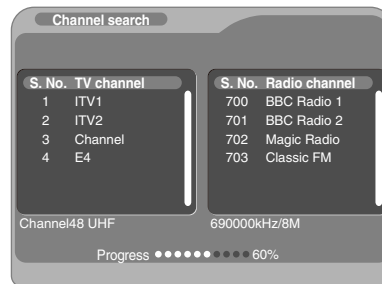 Channel search
S. No. TV channel
1 ITV1
2 ITV2
3 Channel
4 E4
S. No. Radio channel
700 BBC Radio 1
701 BBC Radio 2
702 Magic Radio
703 Classic FM
Channel48 UHF
690000kHz/8M
Progress 60%